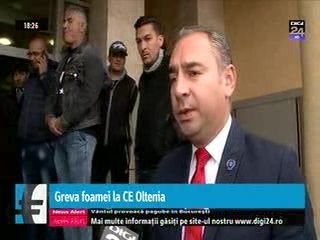 18:26
DIGI
24
Greva foamei la CE Oltenia
News Alert
Vântul provoacă pagube în București
Mai multe informații găsiți pe site-ul nostru www.digi24.ro